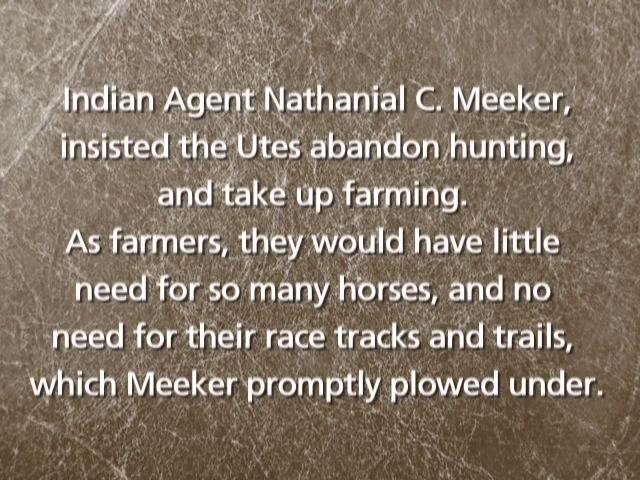 Indian Agent Nathanial C. Meeker,
insisted the Utes abandon hunting,
and take up farming.
As farmers, they would have little
need for so many horses, and no
need for their race tracks and trails,
which Meeker promptly plowed under.